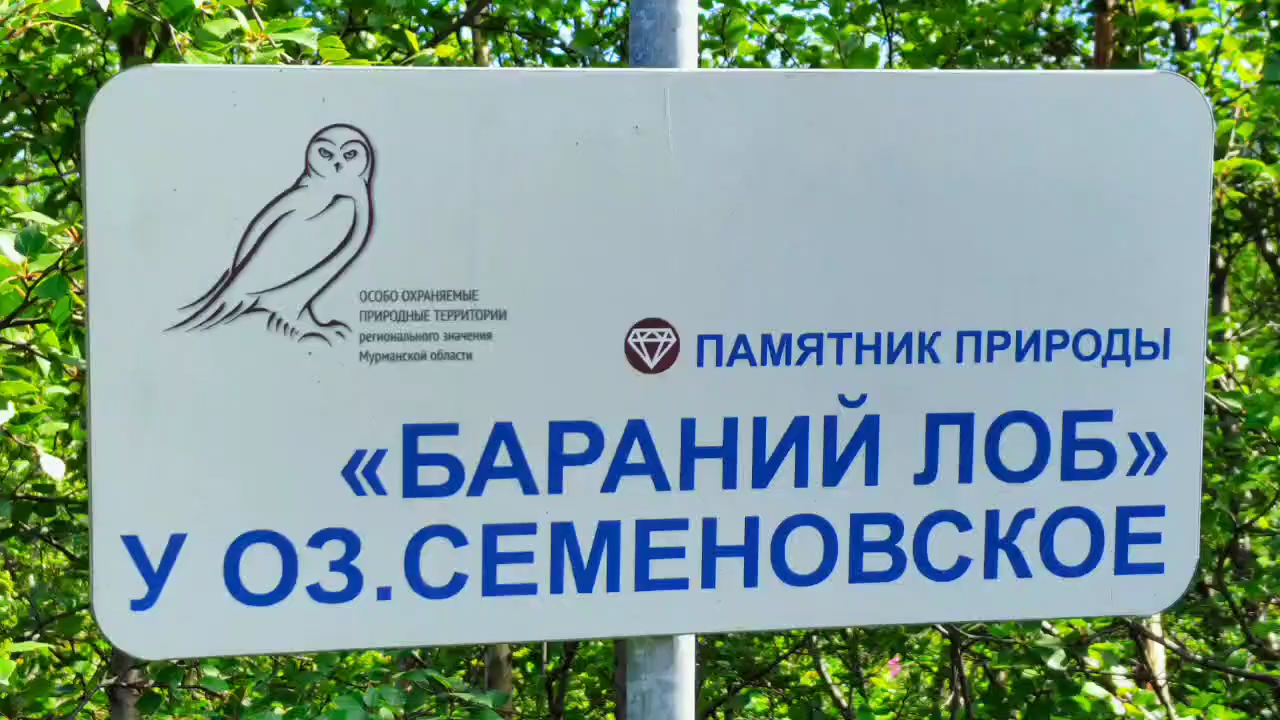 ОСОБО ОХРАНЯЕМЫЕ
ПРИРОДНЫЕ ТЕРРИТОРИИ
регионального значения
Мурманской области
ПАМЯТНИК ПРИРОДЫ
«БАРАНИЙ ЛОБ»
У ОЗ.СЕМЕНОВСКОЕ